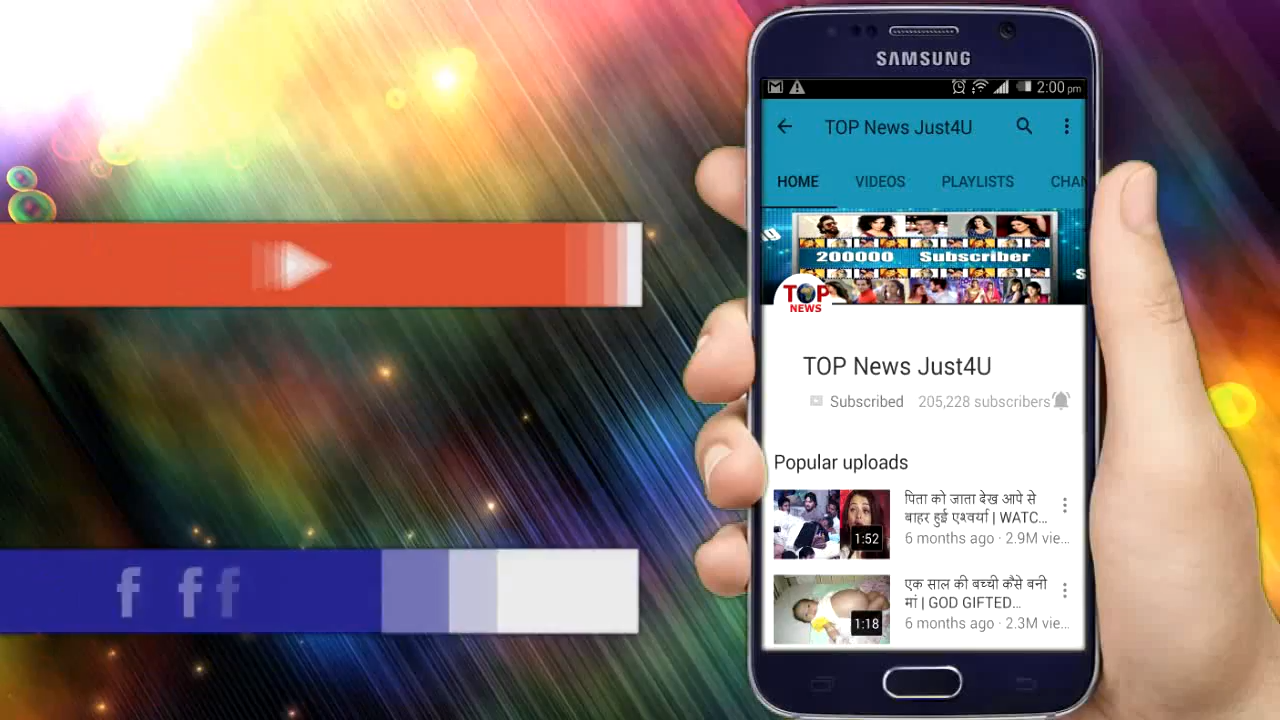 SAMSUNG
2:00 pm
TOP News Just4U
HOME VIDEOS PLAYLISTS CHAN
200000 Subscriber
TOP
NEWS
TOP News Just4U
Subscribed 205,228 subscribers
Popular uploads
पिता को जाता देख आपे से
बाहर हुई एश्वर्या | WATC...
1:52
6 months ago · 2.9M vie...
एक साल की बच्ची कैसे बनी
मां | GOD GIFTED...
1:18
6 months ago · 2.3M vie...
f f f